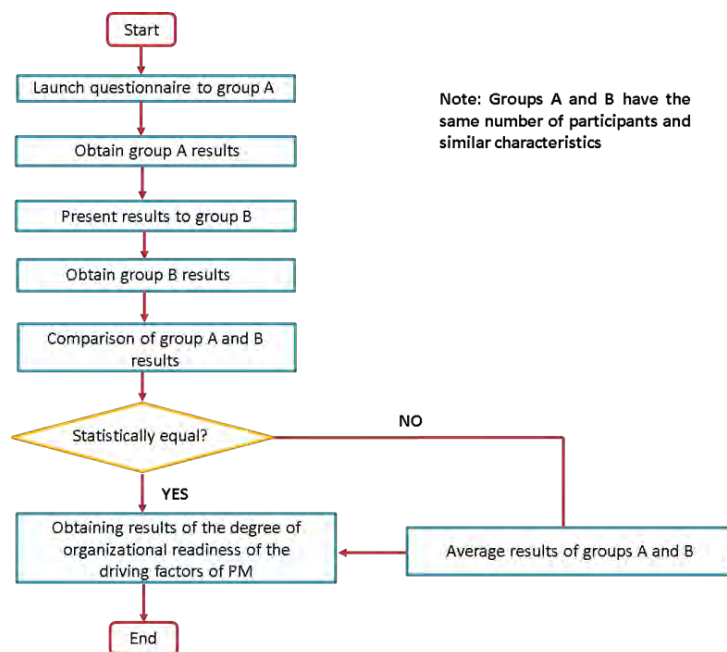 Start
Launch questionnaire to group A
Note: Groups A and B have the
same number of participants and
similar characteristics
Obtain group A results
Present results to group B
Obtain group B results
Comparison of group A and B
results
Statistically equal?
NO
YES
Obtaining results of the degree of
organizational readiness of the
driving factors of PM
Average results of groups A and B
End